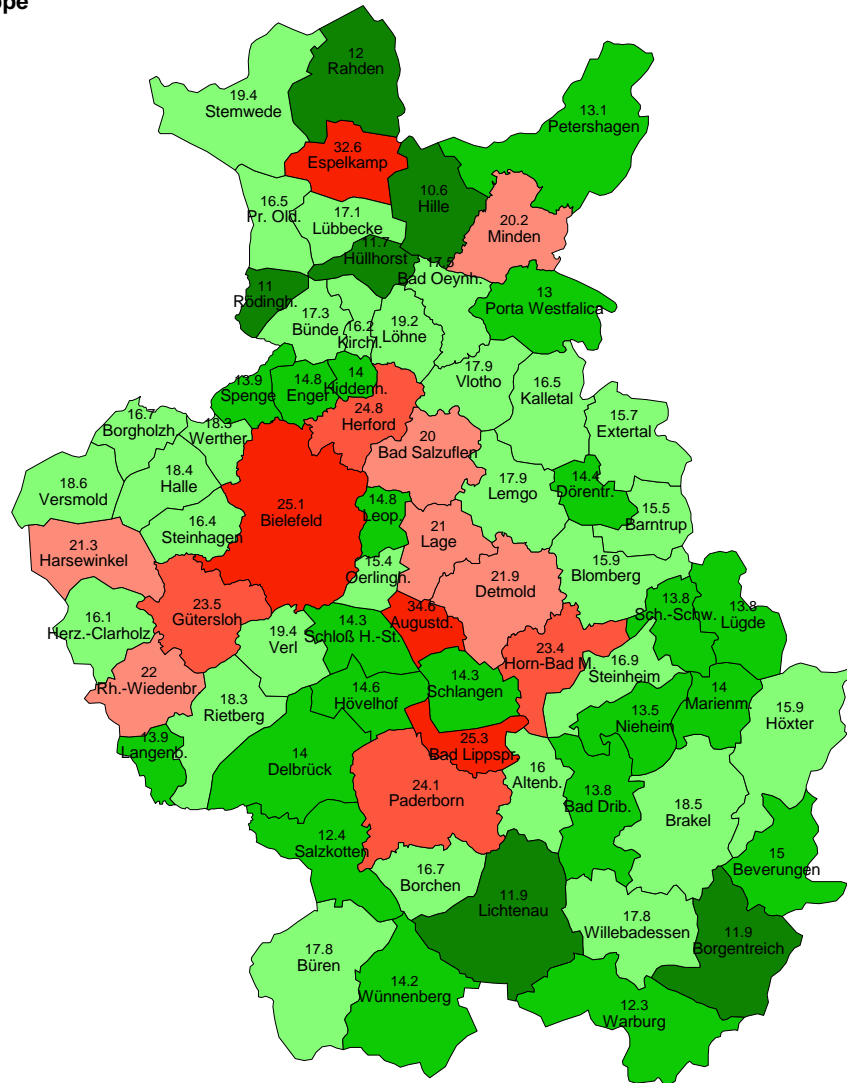 ppe
12
Rahden
19.4
Stemwede
13.1
Petershagen
32.6
Espelkamp
10.6
Hille
16.5
Pr. Old.
17.1
Lübbecke
20.2
Minden
11.7
Hüllhorst
17.5
Bad Oeynh.
11
Rödingh.
13
Porta Westfalica
17.3
Bünde
16.2
Kirchl.
19.2
Löhne
17.9
Vlotho
16.5
Kalletal
13.9
Spenge
14.8
Enger
14
Hiddenh.
24.8
Herford
15.7
Extertal
16.7
Borgholzh.
18.3
Werther
20
Bad Salzuflen
18.6
Versmold
18.4
Halle
17.9
Lemgo
14.4
Dörentr.
25.1
Bielefeld
14.8
Leop.
15.5
Barntrup
16.4
Steinhagen
21
Lage
21.3
Harsewinkel
15.4
Oerlingh.
15.9
Blomberg
21.9
Detmold
23.5
Gütersloh
34.6
Augustd.
13.8
Sch.-Schw.
13.8
Lügde
16.1
Herz.-Clarholz
19.4
Verl
14.3
Schloß H.-St.
23.4
Horn-Bad M.
16.9
Steinheim
22
Rh.-Wiedenbr.
18.3
Rietberg
14.6
Hövelhof
14.3
Schlangen
14
Marienm.
13.5
Nieheim
15.9
Höxter
13.9
Langenb.
14
Delbrück
25.3
Bad Lippspr.
24.1
Paderborn
16
Altenb.
13.8
Bad Drib.
18.5
Brakel
12.4
Salzkotten
15
Beverungen
16.7
Borchen
11.9
Lichtenau
17.8
Willebadessen
11.9
Borgentreich
17.8
Büren
14.2
Wünnenberg
12.3
Warburg